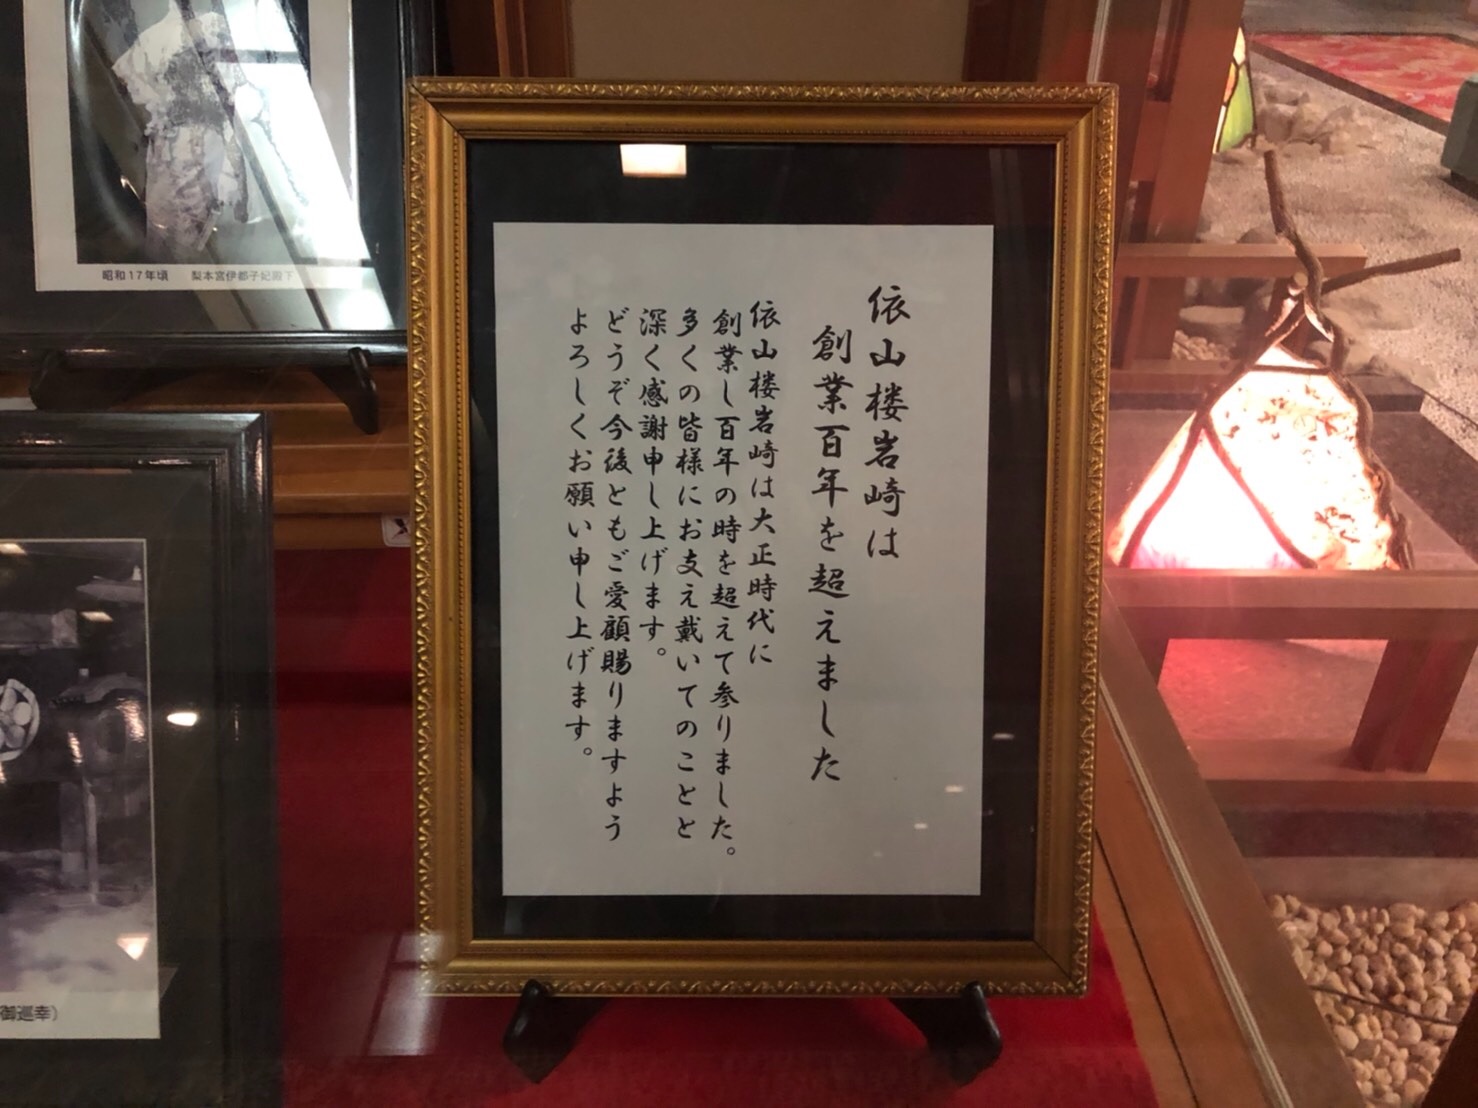 依山楼岩崎は
創業百年を超えました
依山楼岩崎は大正時代に
創業し百年の時を超えて参りました。
多くの皆様にお支え戴いてのことと
深く感謝申し上げます。
どうぞ今後ともご愛顧賜りますよう
よろしくお願い申し上げます。
昭和17年頃 梨本宮伊都子妃殿下
御巡幸)